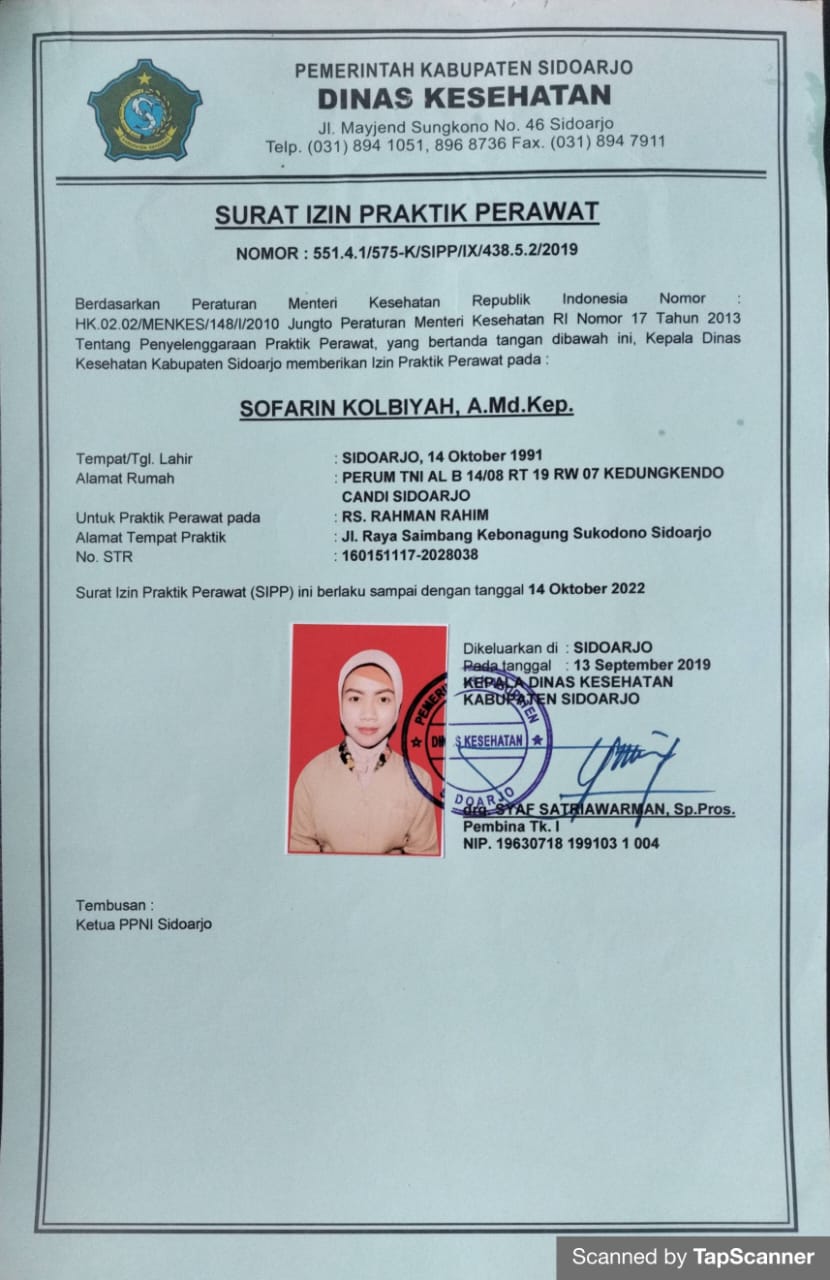 PEMERINTAH KABUPATEN SIDOARJO
DINAS KESEHATAN
Jl. Mayjend Sungkono No. 46 Sidoarjo
Telp. (031) 894 1051, 896 8736 Fax. (031) 894 7911
SURAT IZIN PRAKTIK PERAWAT
NOMOR : 551.4.1/575-K/SIPP/IX/438.5.2/2019
Berdasarkan Peraturan Menteri Kesehatan Republik Indonesia Nomor :
HK.02.02/MENKES/148/I/2010 Jungto Peraturan Menteri Kesehatan RI Nomor 17 Tahun 2013
Tentang Penyelenggaraan Praktik Perawat, yang bertanda tangan dibawah ini, Kepala Dinas
Kesehatan Kabupaten Sidoarjo memberikan Izin Praktik Perawat pada :
SOFARIN KOLBIYAH, A.Md.Kep.
Tempat/Tgl. Lahir : SIDOARJO, 14 Oktober 1991
Alamat Rumah : PERUM TNI AL B 14/08 RT 19 RW 07 KEDUNGKENDO
CANDI SIDOARJO
Untuk Praktik Perawat pada : RS. RAHMAN RAHIM
Alamat Tempat Praktik : Jl. Raya Saimbang Kebonagung Sukodono Sidoarjo
No. STR : 160151117-2028038
Surat Izin Praktik Perawat (SIPP) ini berlaku sampai dengan tanggal 14 Oktober 2022
Dikeluarkan di : SIDOARJO
Pada tanggal : 13 September 2019
KEPALA DINAS KESEHATAN
KABUPATEN SIDOARJO
DINAS KESEHATAN
drg. SYAF SATRIAWARMAN, Sp.Pros.
Pembina Tk. I
NIP. 19630718 199103 1 004
Tembusan :
Ketua PPNI Sidoarjo
Scanned by TapScanner